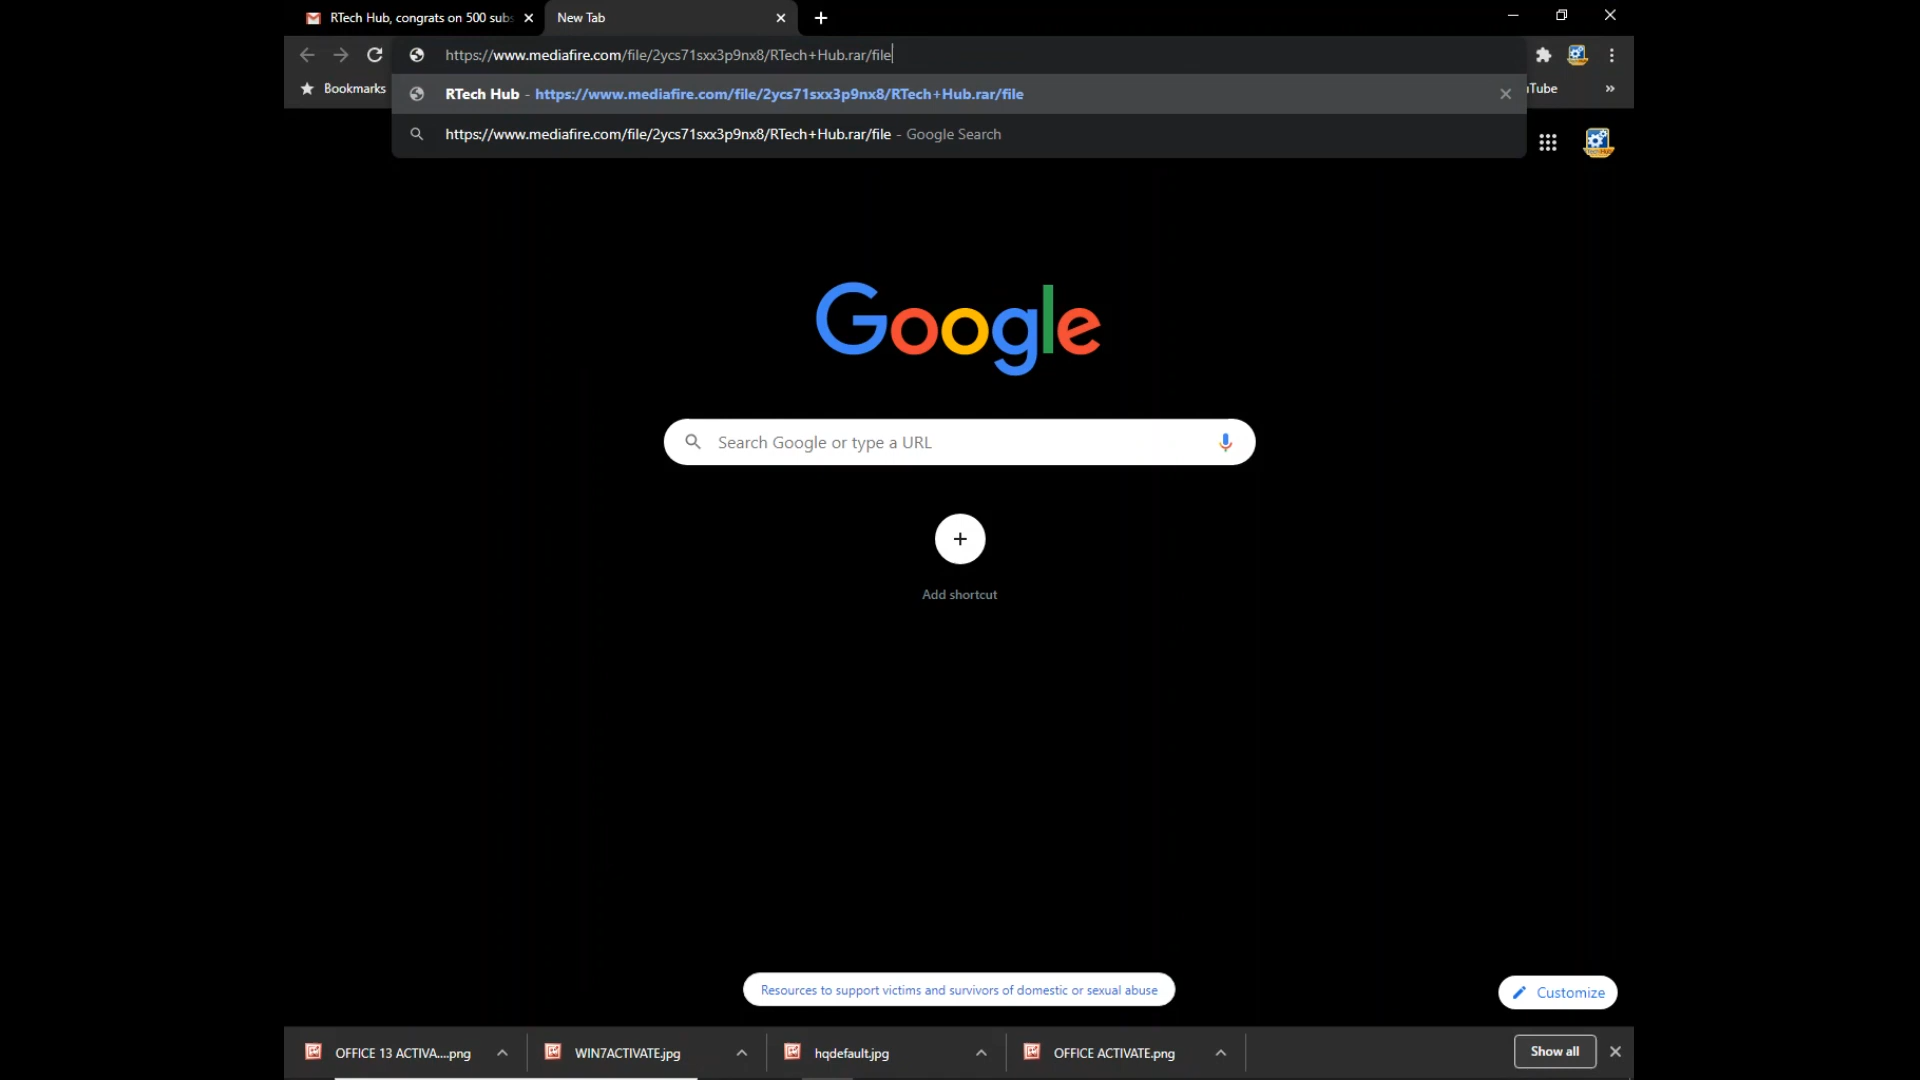 RTech Hub, congrats on 500 subs
New Tab
https://www.mediafire.com/file/2ycs71sxx3p9nx8/RTech+Hub.rar/file
Bookmarks
RTech Hub - https://www.mediafire.com/file/2ycs71sxx3p9nx8/RTech+Hub.rar/file
Tube
https://www.mediafire.com/file/2ycs71sxx3p9nx8/RTech+Hub.rar/file - Google Search
Google
Search Google or type a URL
Add shortcut
Resources to support victims and survivors of domestic or sexual abuse
Customize
OFFICE 13 ACTIVA....png
WIN7ACTIVATE.jpg
hqdefault.jpg
OFFICE ACTIVATE.png
Show all